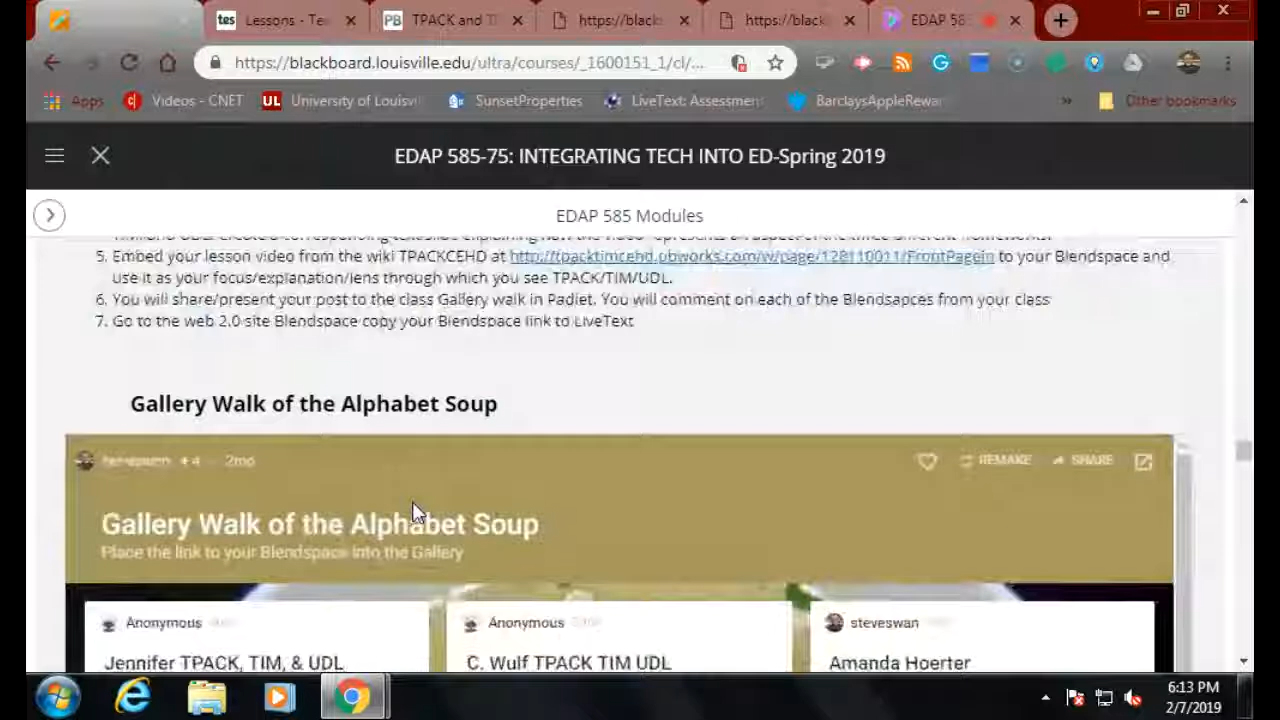 tes Lessons - Tes
PB TPACK and T
https://black
https://black
EDAP 585
https://blackboard.louisville.edu/ultra/courses/_1600151_1/cl/...
Apps
Videos - CNET
UL University of Louisvi
SunsetProperties
LiveText: Assessmen
BarclaysAppleRewar
»
Other bookmarks
EDAP 585-75: INTEGRATING TECH INTO ED-Spring 2019
EDAP 585 Modules
5. Embed your lesson video from the wiki TPACKCEHD at http://tpacktimcehd.pbworks.com/w/page/128110011/FrontPagein to your Blendspace and
use it as your focus/explanation/lens through which you see TPACK/TIM/UDL.
6. You will share/present your post to the class Gallery walk in Padlet. You will comment on each of the Blendsapces from your class
7. Go to the web 2.0 site Blendspace copy your Blendspace link to LiveText
Gallery Walk of the Alphabet Soup
+4 2mo
REMAKE
SHARE
Gallery Walk of the Alphabet Soup
Place the link to your Blendspace into the Gallery
Anonymous
Anonymous
steveswan
Jennifer TPACK, TIM, & UDL
C. Wulf TPACK TIM UDL
Amanda Hoerter
6:13 PM
2/7/2019